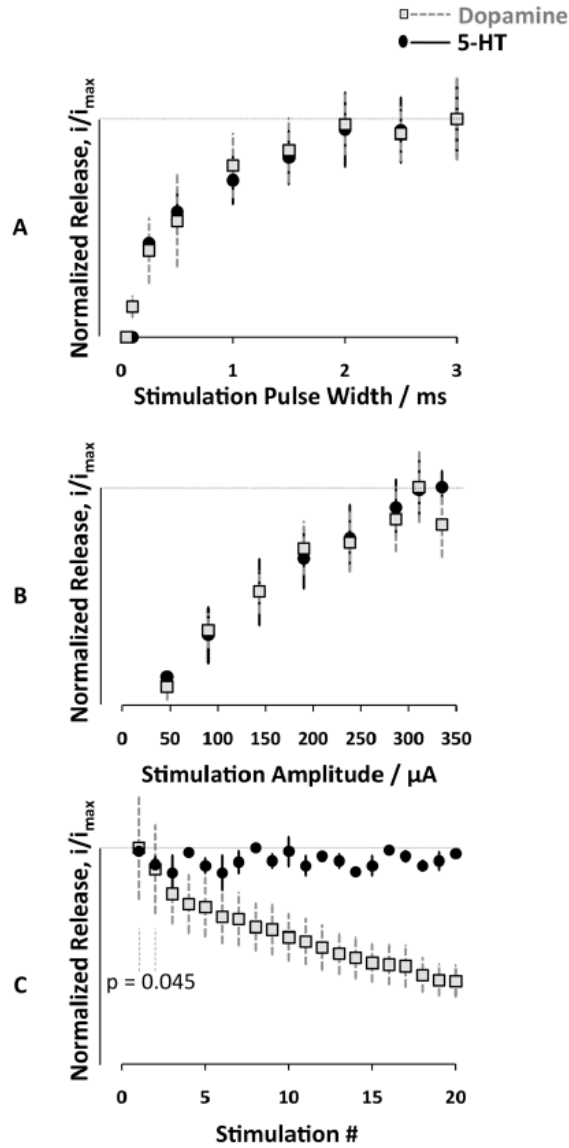 Dopamine
5-HT
A
Normalized Release, i/imax
0 1 2 3
Stimulation Pulse Width / ms
B
Normalized Release, i/imax
0 50 100 150 200 250 300 350
Stimulation Amplitude / µA
C
Normalized Release, i/imax
p = 0.045
0 5 10 15 20
Stimulation #